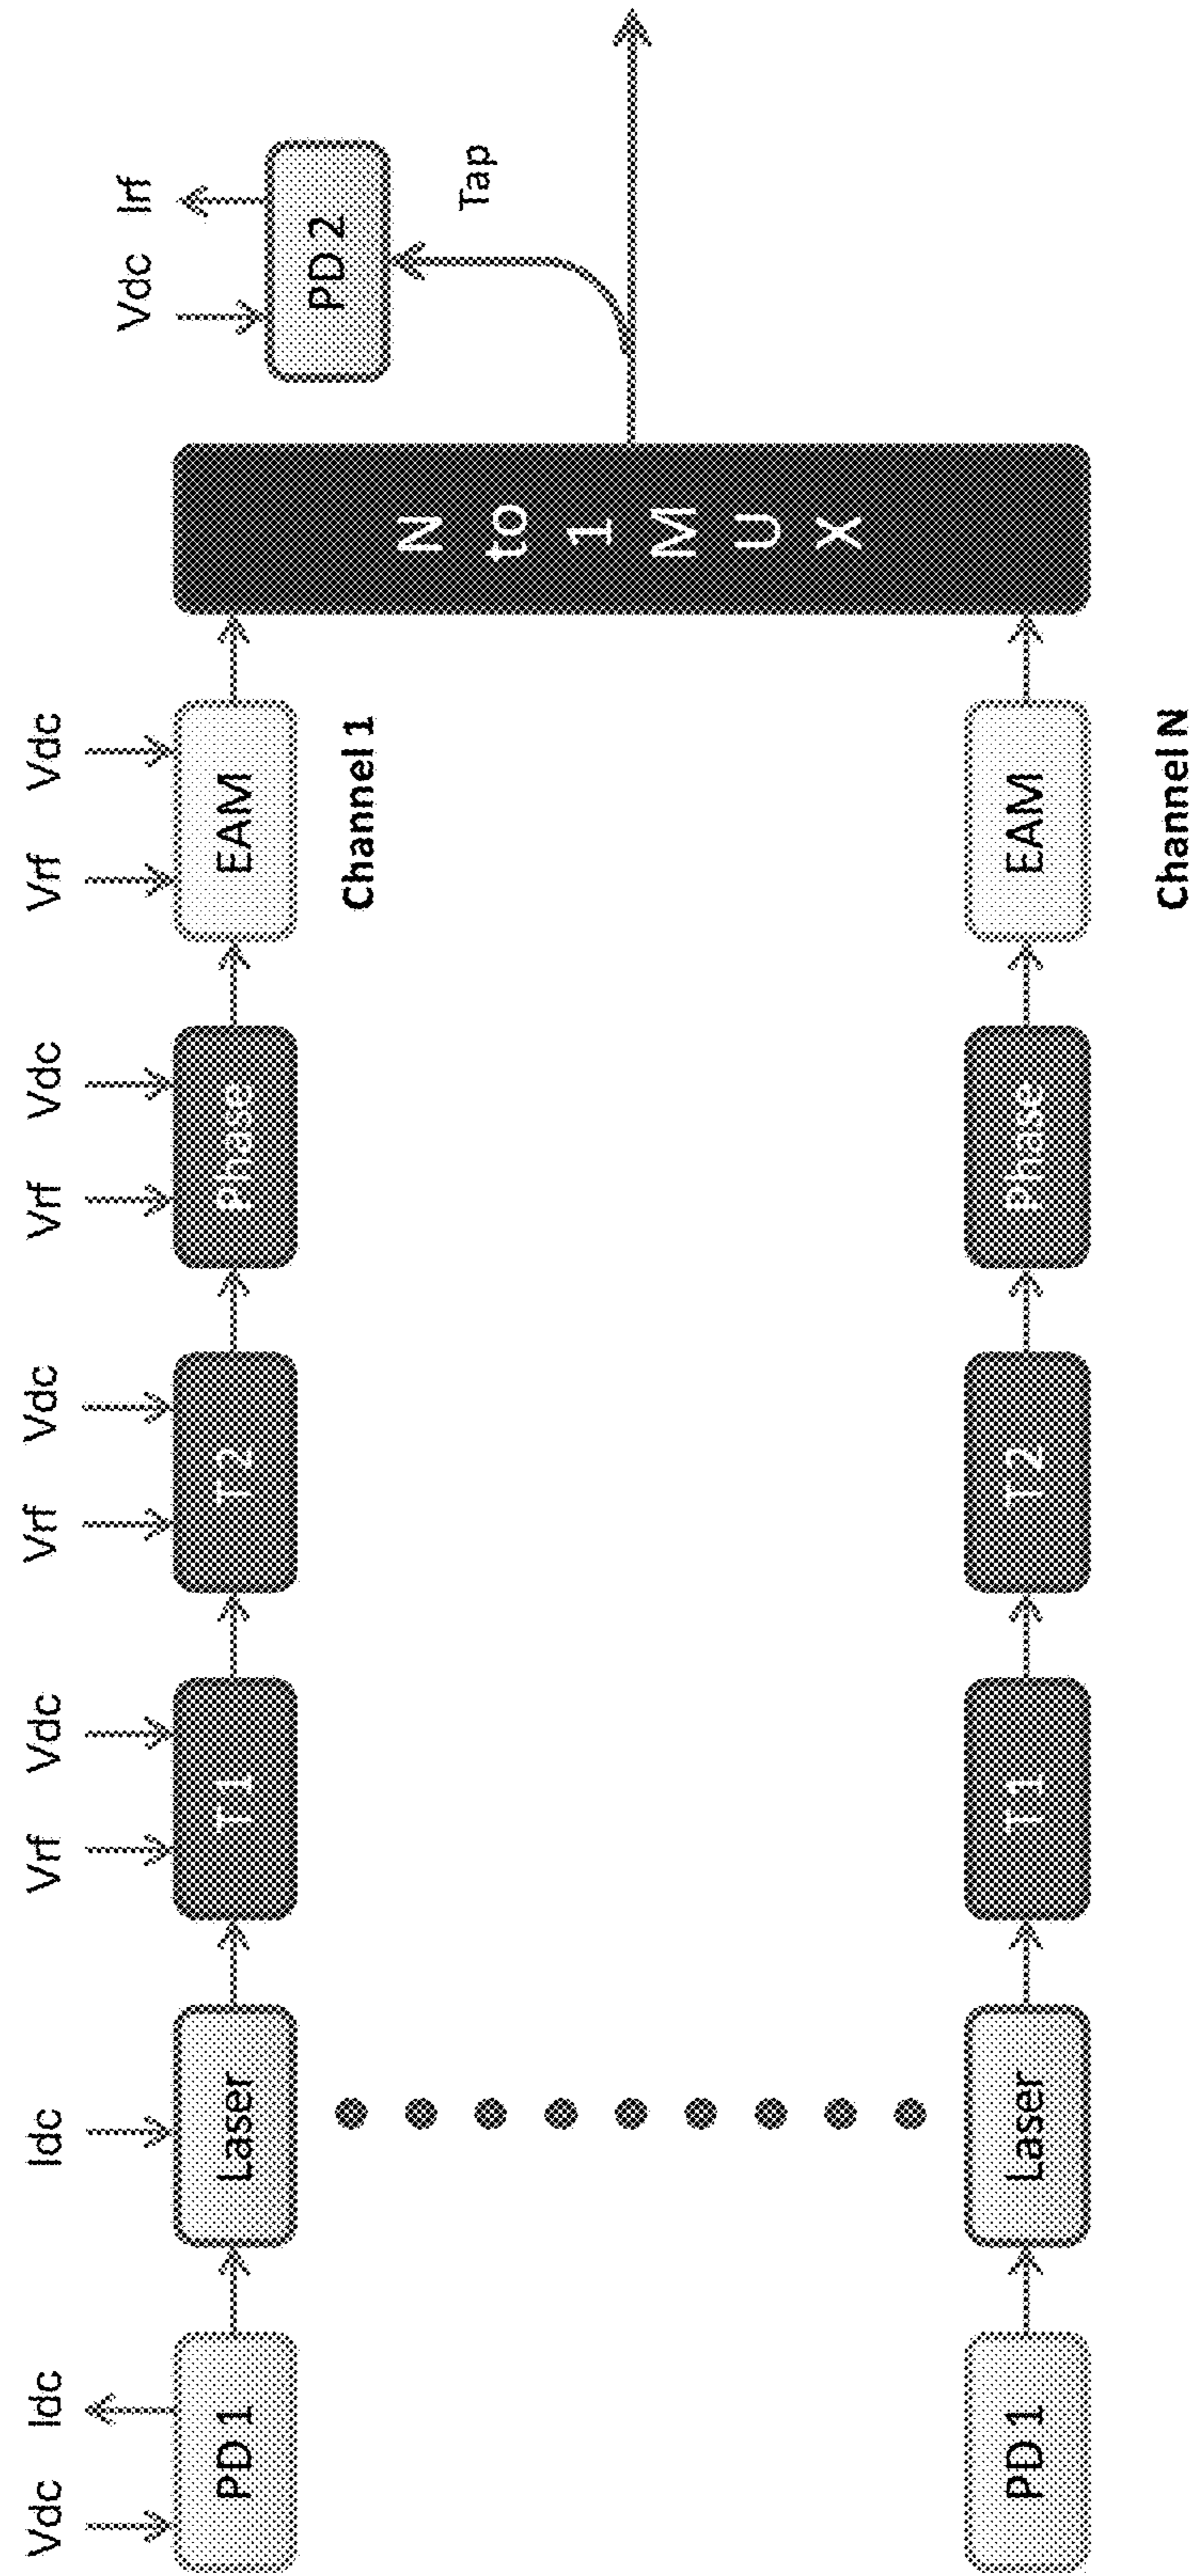 Vdc Idc Idc Vrf Vdc Vrf Vdc Vrf Vdc Vrf Vdc
Vdc Irf
PD 1 Laser T1 T2 Phase EAM
PD 2
Channel 1
N
to
1
M
U
X
Tap
PD 1 Laser T1 T2 Phase EAM
Channel N